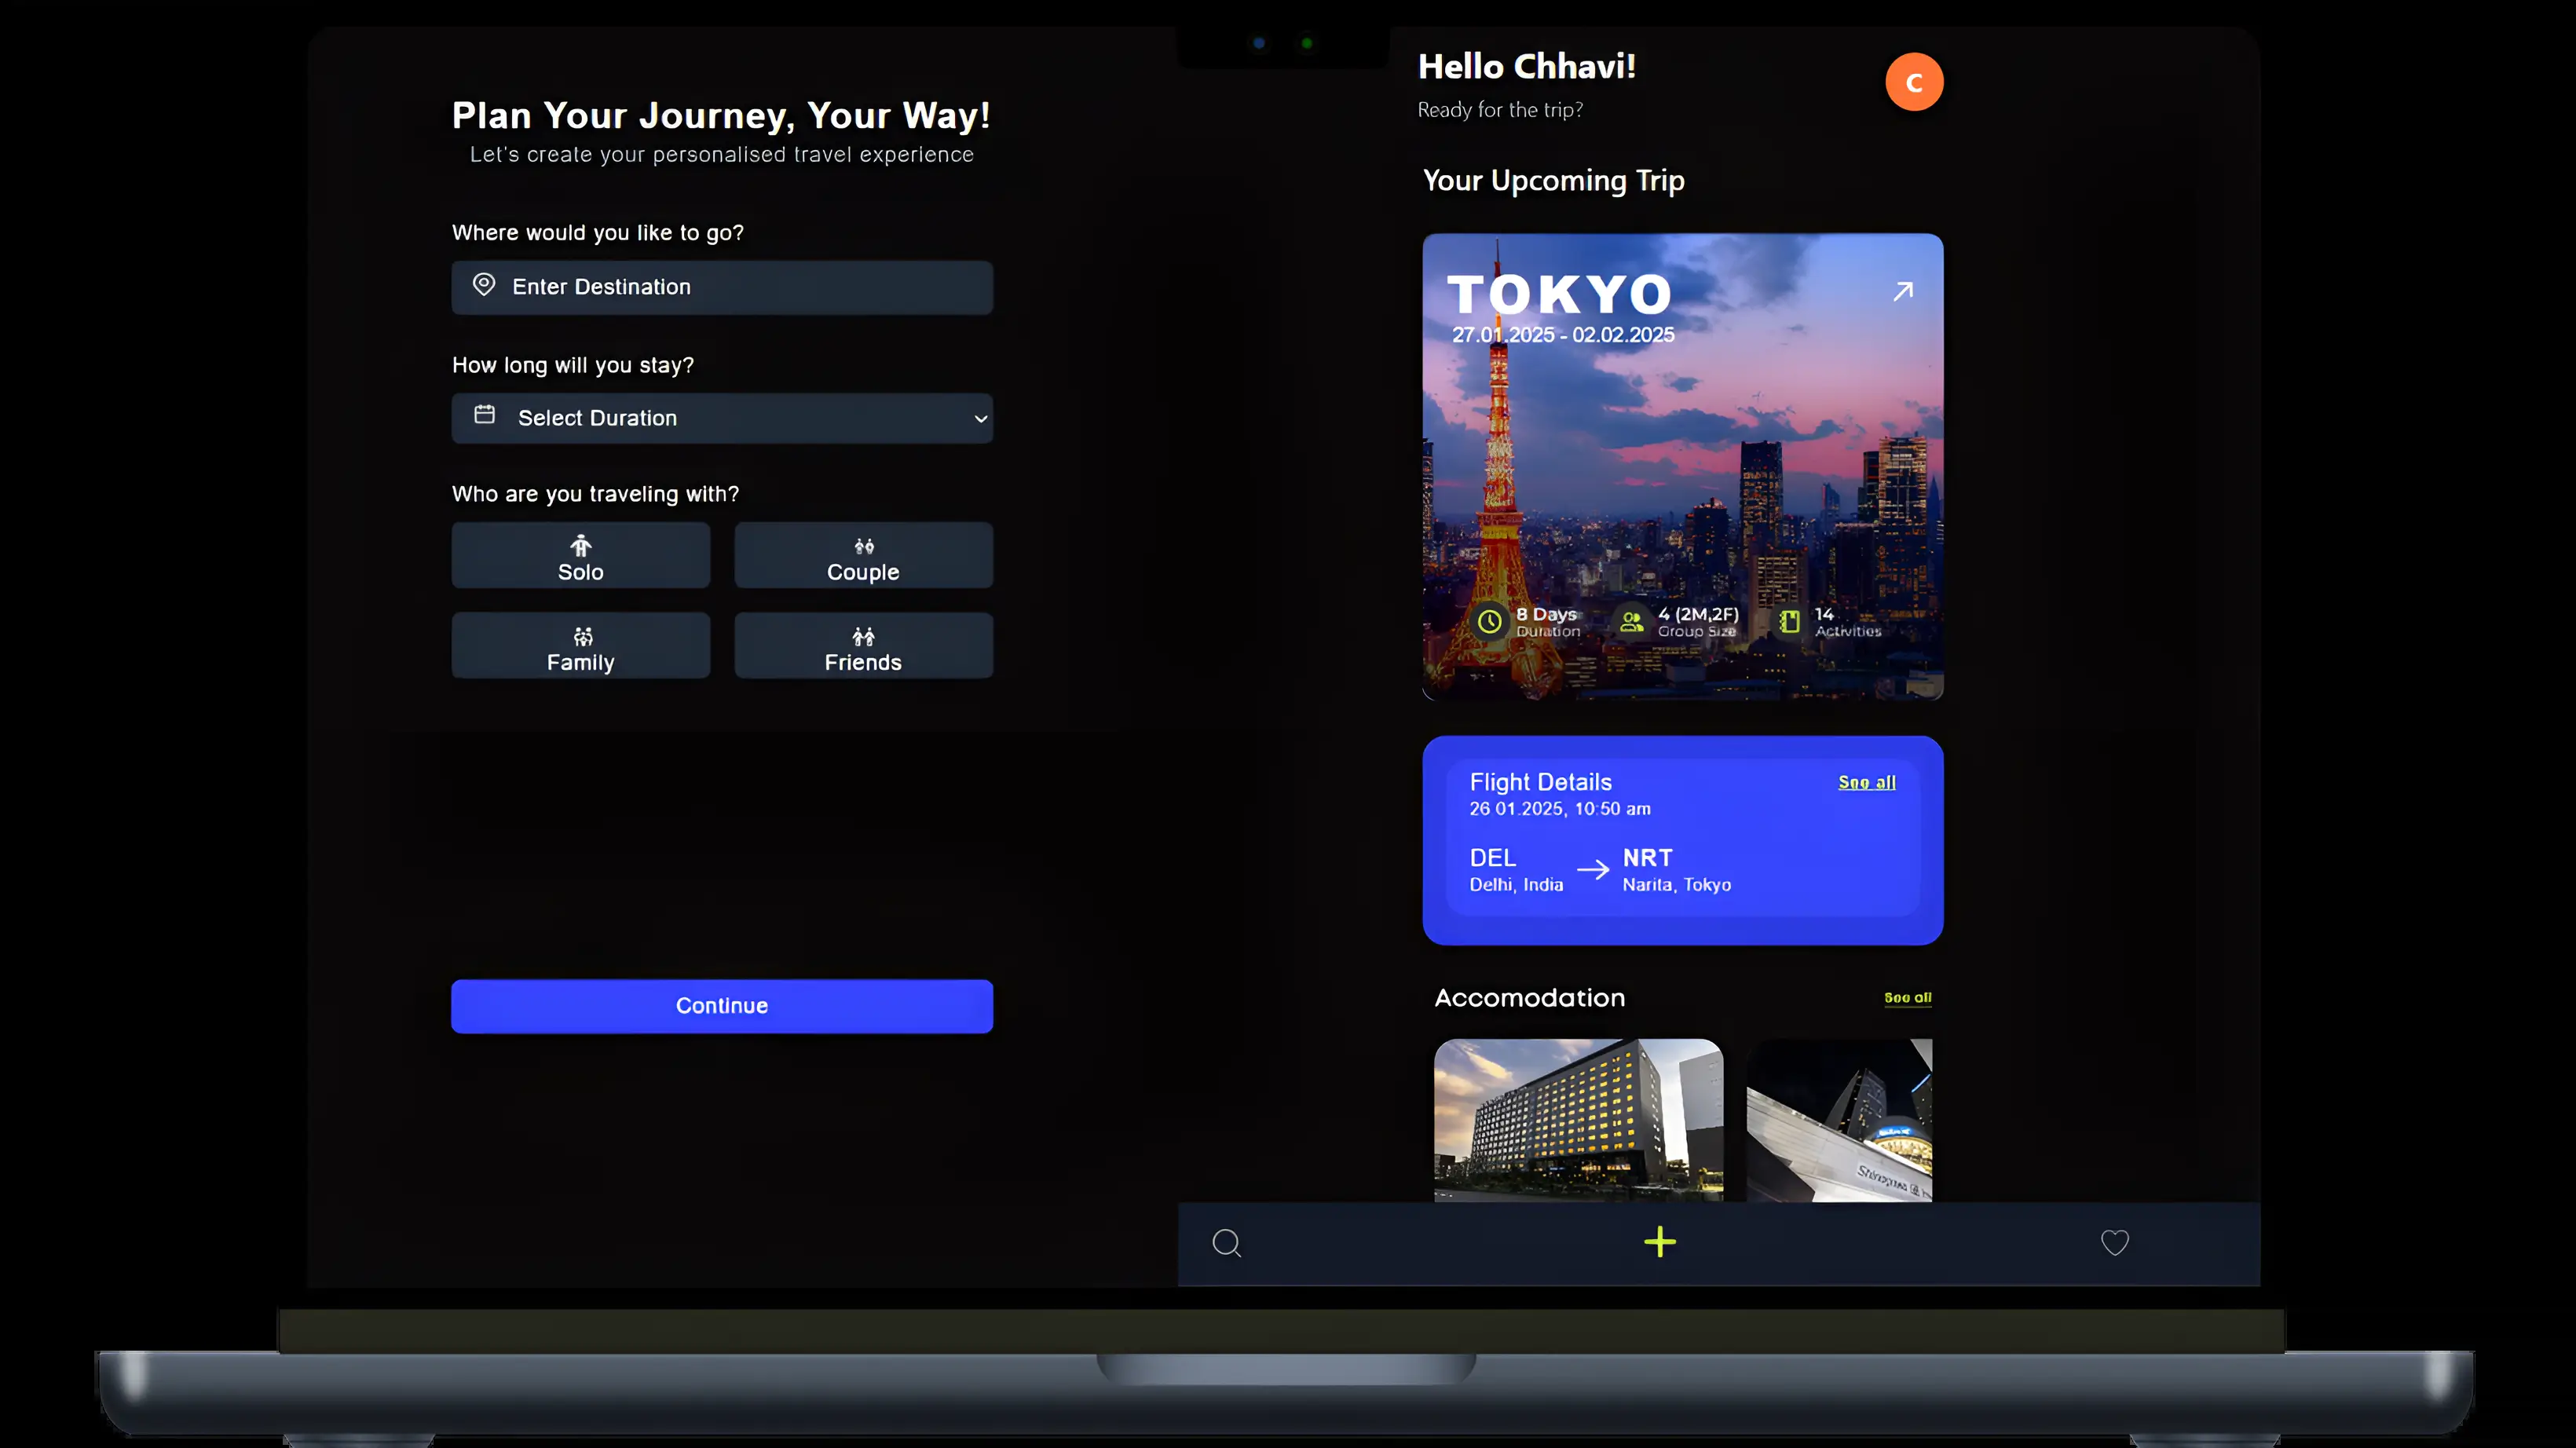 Plan Your Journey, Your Way!
Let's create your personalised travel experience
Where would you like to go?
Enter Destination
How long will you stay?
Select Duration
Who are you traveling with?
Solo
Couple
Family
Friends
Continue
Hello Chhavi!
C
Ready for the trip?
Your Upcoming Trip
TOKYO
27.01.2025 - 02.02.2025
8 Days
Duration
4 (2M,2F)
Group Size
14
Activities
Flight Details
See all
26 01.2025, 10:50 am
DEL
Delhi, India
NRT
Narita, Tokyo
Accomodation
See all